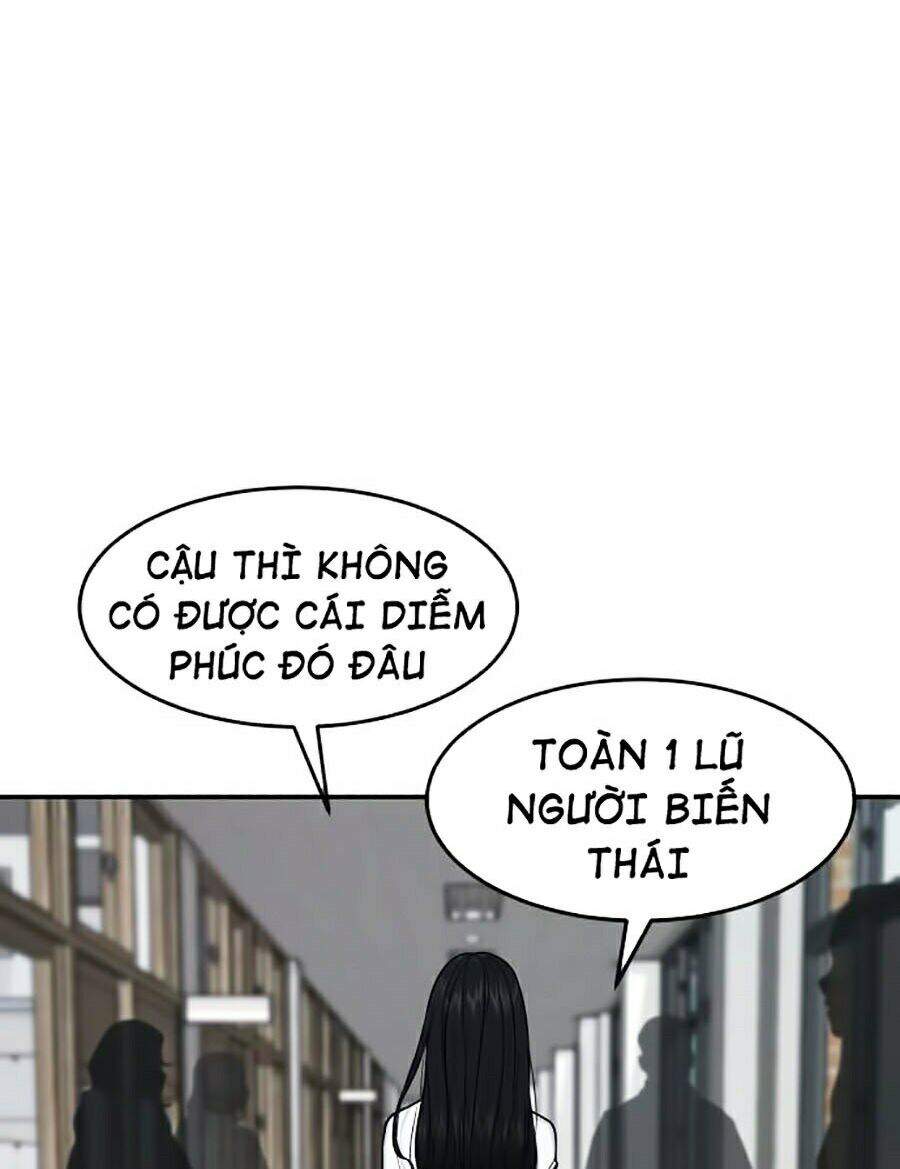 CẬU THÌ KHÔNG
CÓ ĐƯỢC CÁI DIỄM
PHÚC ĐÓ ĐÂU
TOÀN 1 LŨ
NGƯỜI BIẾN
THÁI